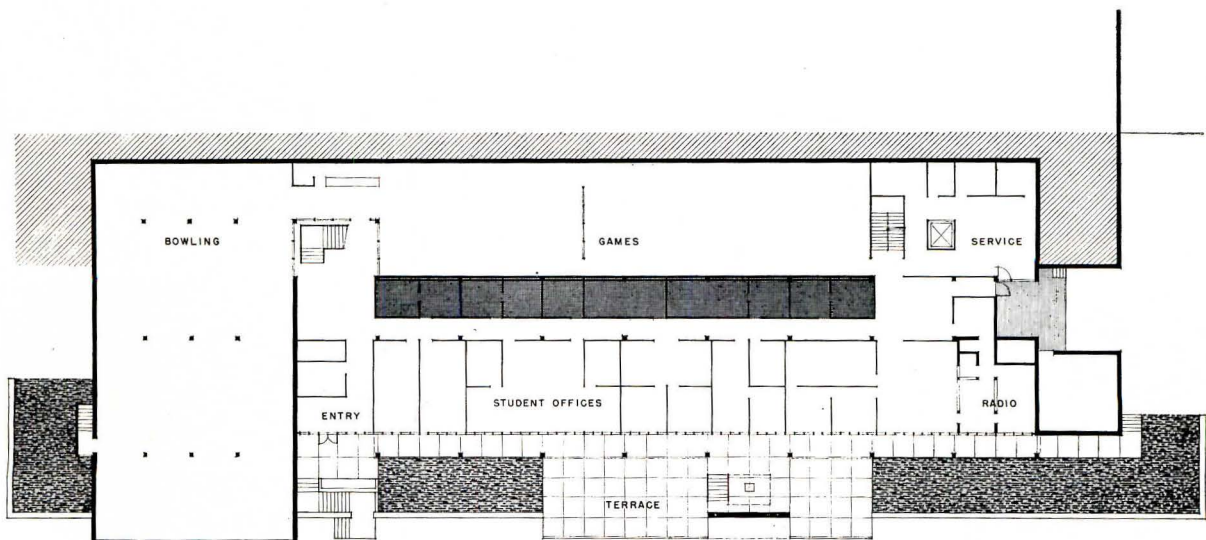 BOWLING
GAMES
SERVICE
ENTRY
STUDENT OFFICES
RADIO
TERRACE